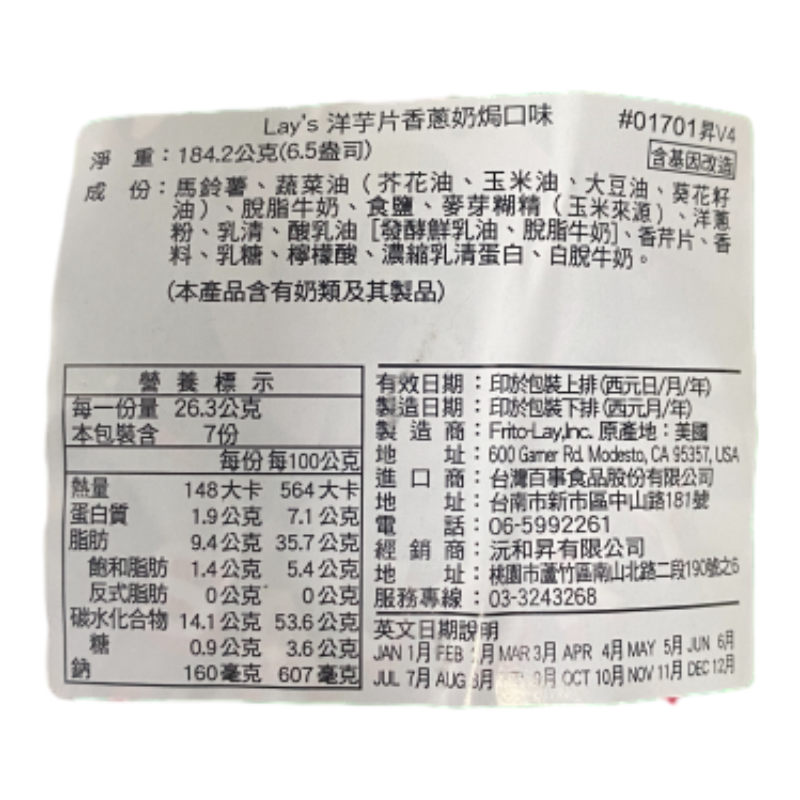 Lay's 洋芋片香蔥奶焗口味
#01701昇V4
淨 重：184.2公克(6.5盎司)
含基因改造
成 份：馬鈴薯、蔬菜油（芥花油、玉米油、大豆油、葵花籽
油）、脫脂牛奶、食鹽、麥芽糊精（玉米來源）、洋蔥
粉、乳清、酸乳油［發酵鮮乳油、脫脂牛奶］、香芹片、香
料、乳糖、檸檬酸、濃縮乳清蛋白、白脫牛奶。
(本產品含有奶類及其製品)
營養標示
每一份量 26.3公克
本包裝含 7份
每份 每100公克
熱量 148大卡 564大卡
蛋白質 1.9公克 7.1公克
脂肪 9.4公克 35.7公克
飽和脂肪 1.4公克 5.4公克
反式脂肪 0公克 0公克
碳水化合物 14.1公克 53.6公克
糖 0.9公克 3.6公克
鈉 160毫克 607毫克
有效日期：印於包裝上排(西元日/月/年)
製造日期：印於包裝下排(西元月/年)
製造商：Frito-Lay,Inc. 原產地：美國
地 址：600 Garner Rd. Modesto, CA 95357, USA
進口商：台灣百事食品股份有限公司
地 址：台南市新市區中山路181號
電 話：06-5992261
經銷商：沅和昇有限公司
地 址：桃園市蘆竹區南山北路二段190號之6
服務專線：03-3243268
英文日期說明
JAN 1月 FEB 月 MAR 3月 APR 4月 MAY 5月 JUN 6月
JUL 7月 AUG 8月 9月 OCT 10月 NOV 11月 DEC 12月